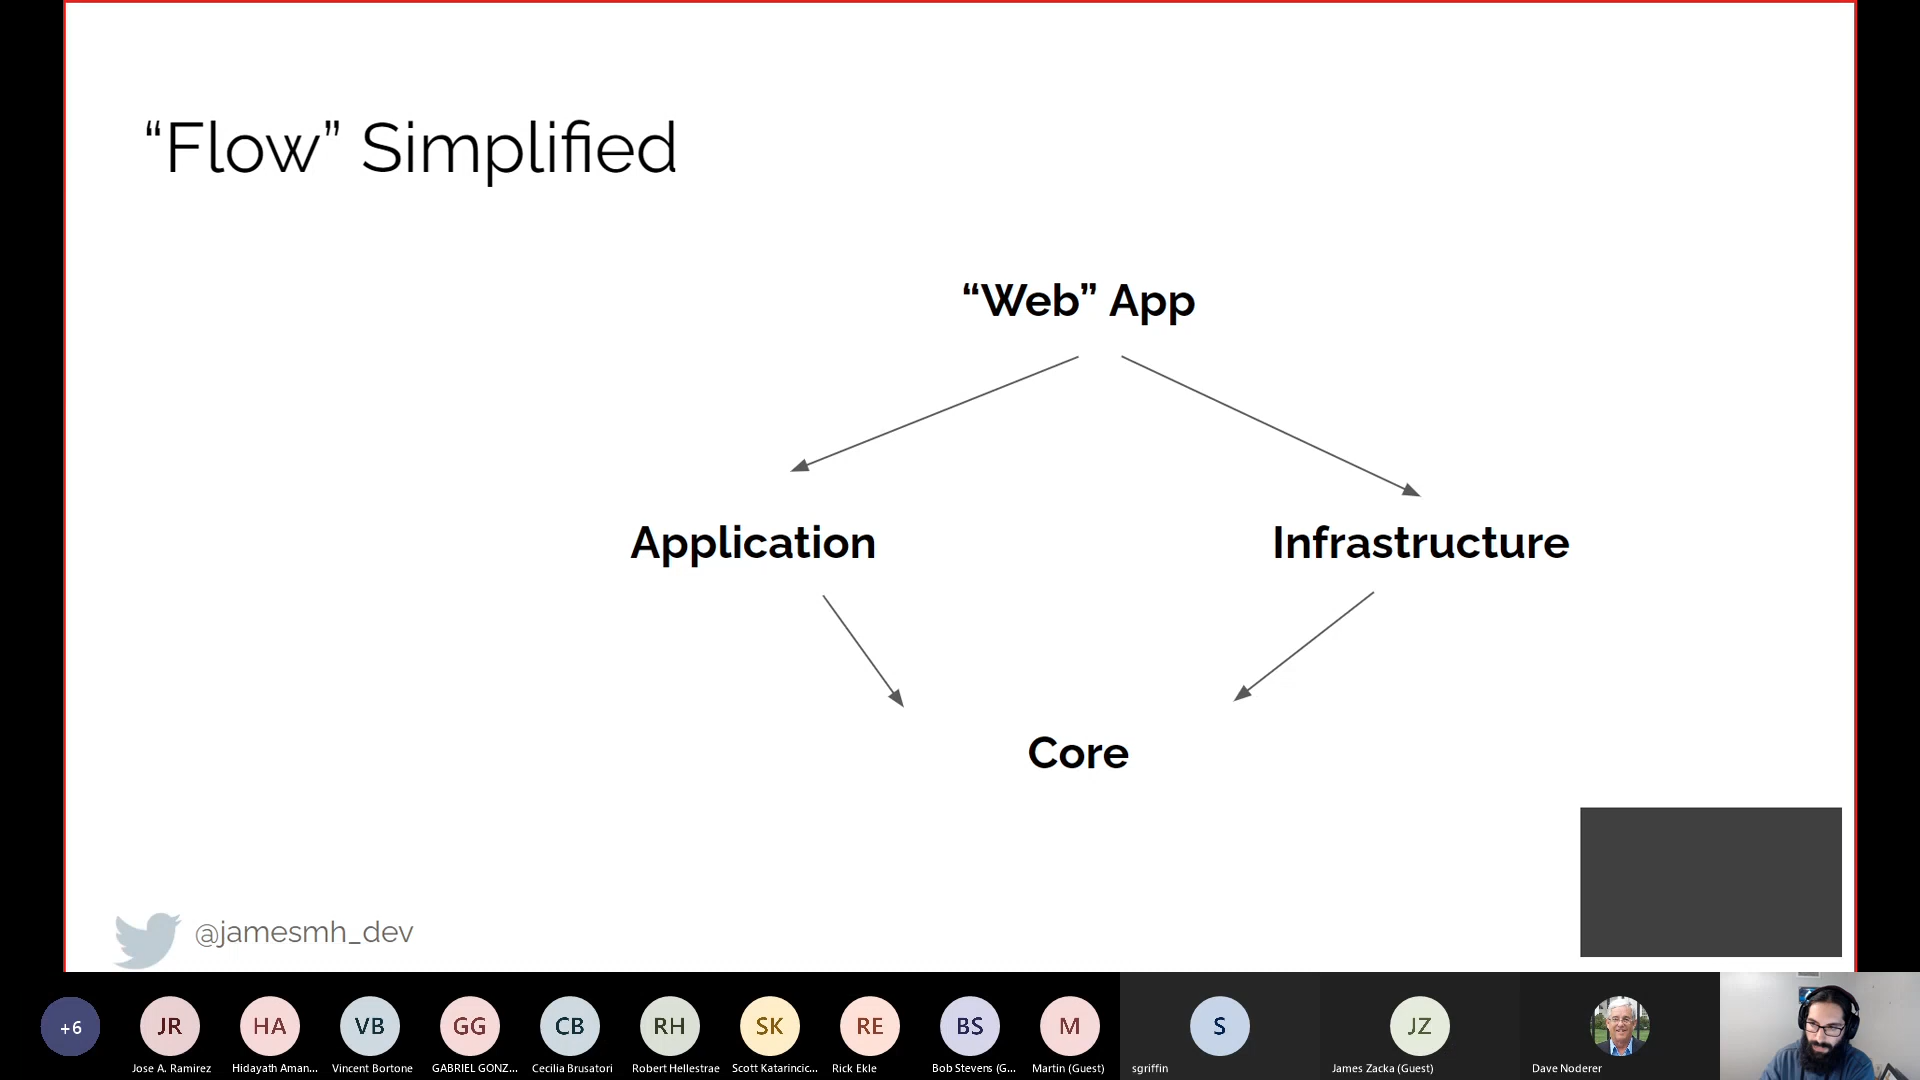 “Flow” Simplified
“Web” App
Application
Infrastructure
Core
@jamesmh_dev
+6
JR
HA
VB
GG
CB
RH
SK
RE
BS
M
S
JZ
Jose A. Ramirez
Hidayath Aman...
Vincent Bortone
GABRIEL GONZ...
Cecilia Brusatori
Robert Hellestrae
Scott Katarincic...
Rick Ekle
Bob Stevens (G...
Martin (Guest)
sgriffin
James Zacka (Guest)
Dave Noderer